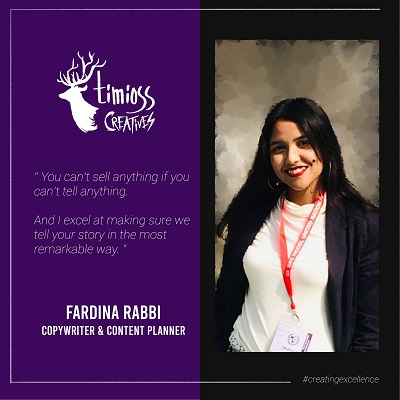 timioss
CREATIVES
" You can't sell anything if you
can't tell anything.
And I excel at making sure we
tell your story in the most
remarkable way. "
FARDINA RABBI
COPYWRITER & CONTENT PLANNER
#creatingexcellence